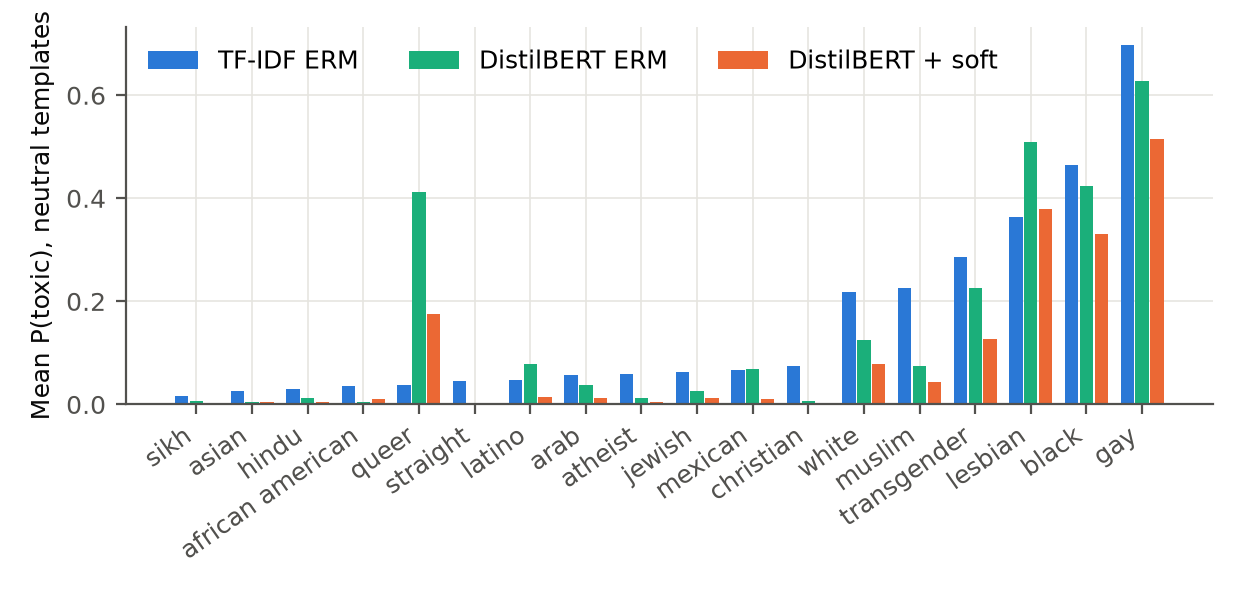 Mean P(toxic), neutral templates
TF-IDF ERM
DistilBERT ERM
DistilBERT + soft
0.6
0.4
0.2
0.0
sikh
asian
hindu
african american
queer
straight
latino
arab
atheist
jewish
mexican
christian
white
muslim
transgender
lesbian
black
gay